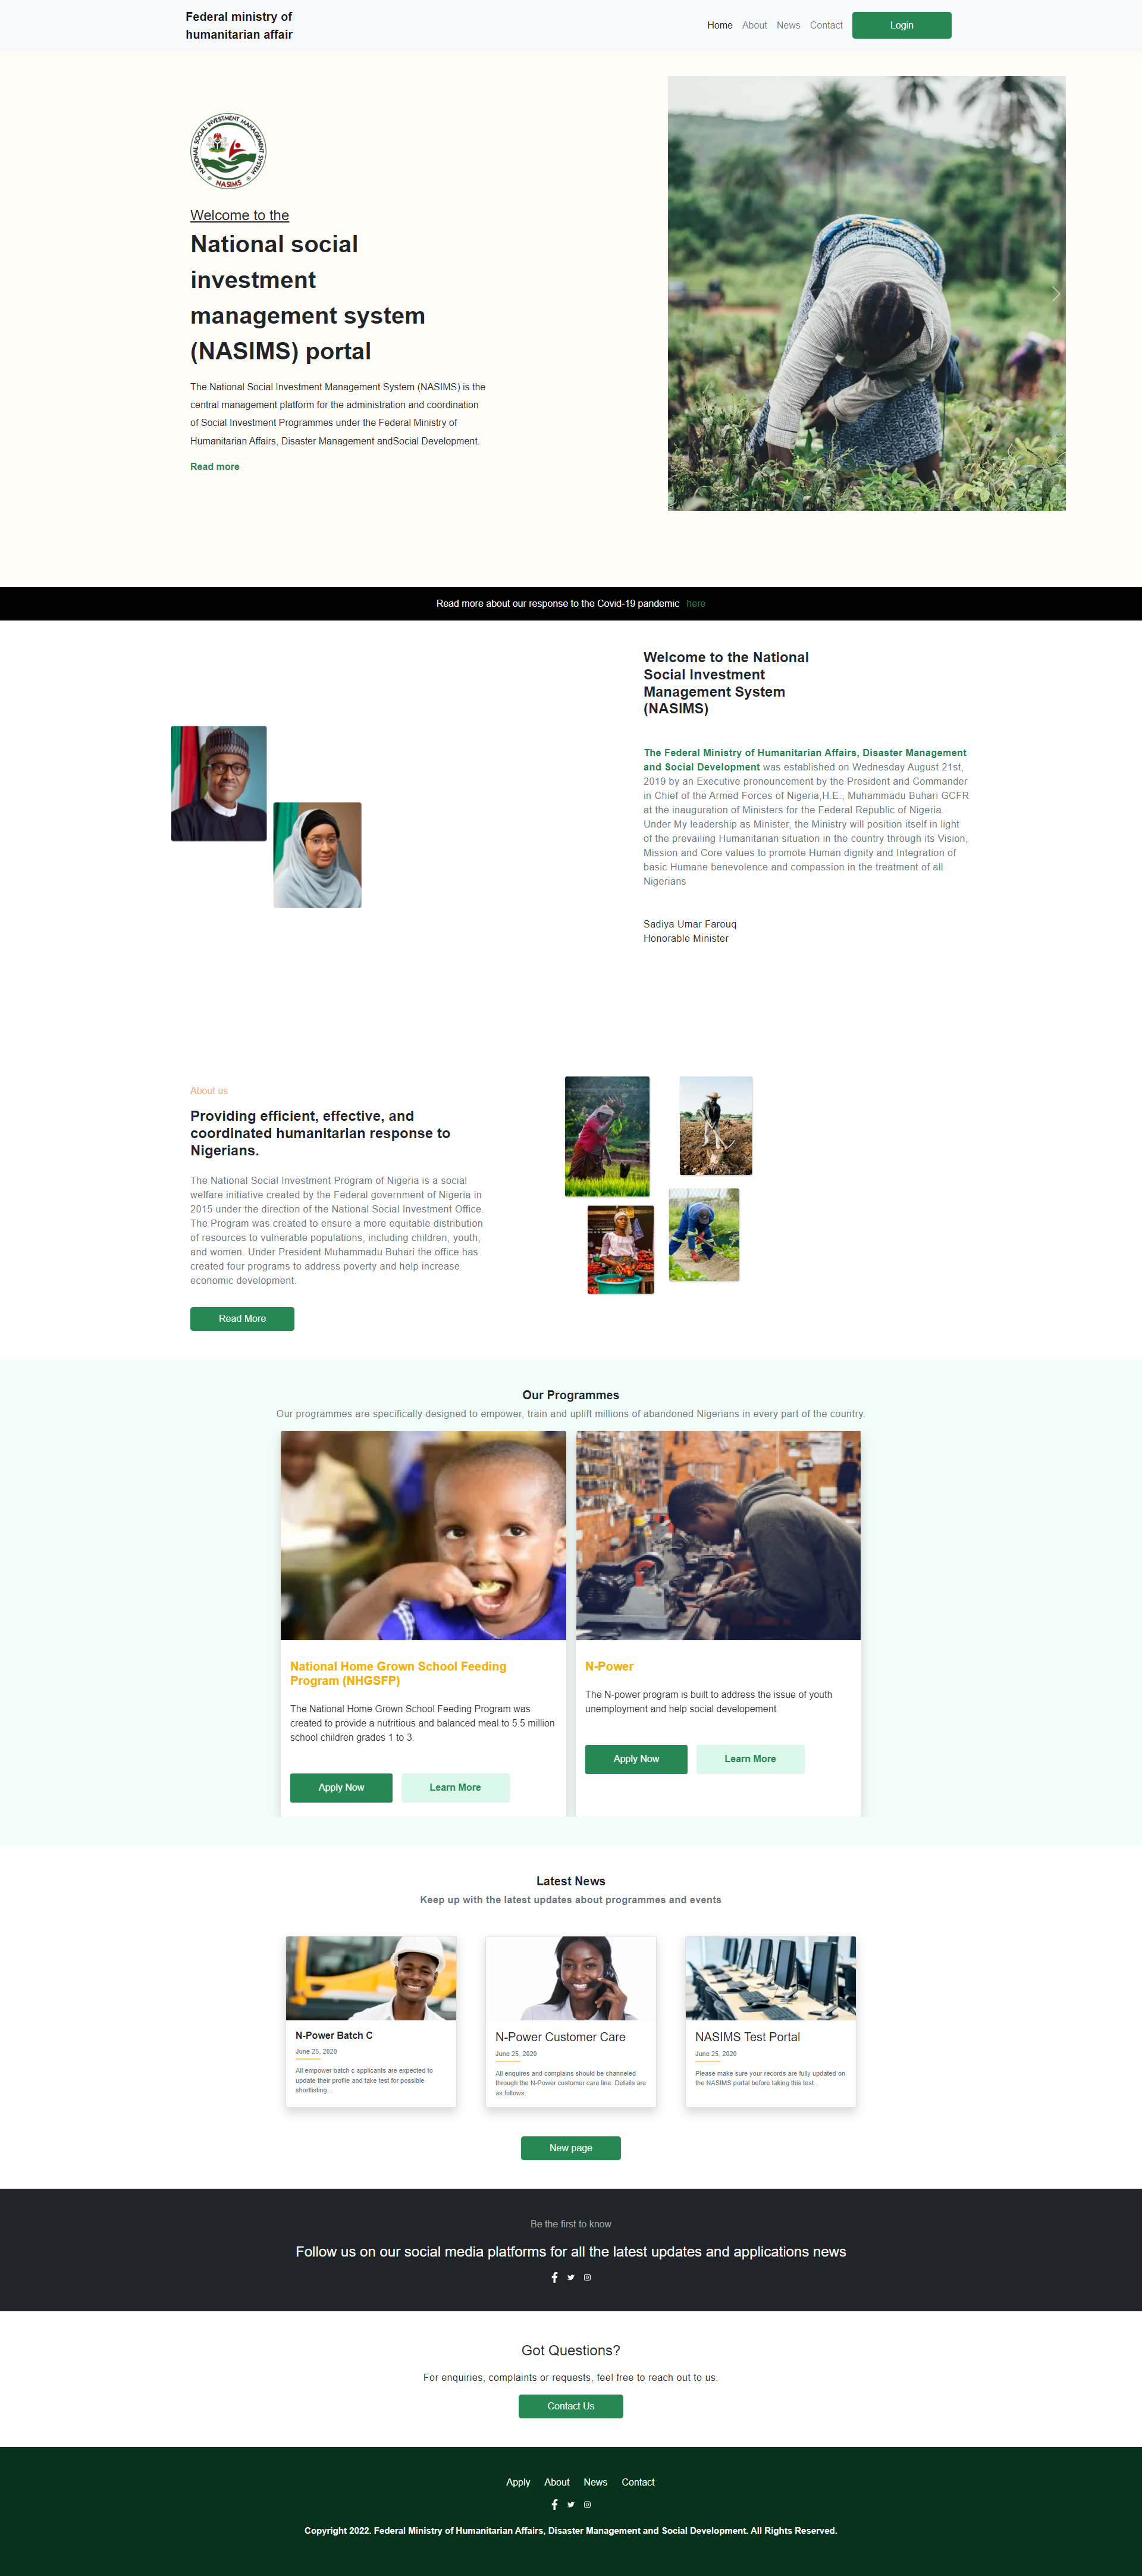 Federal ministry of
humanitarian affair
Home About News Contact Login
NATIONAL SOCIAL INVESTMENT MANAGEMENT SYSTEM
NASIMS
Welcome to the
National social
investment
management system
(NASIMS) portal
The National Social Investment Management System (NASIMS) is the
central management platform for the administration and coordination
of Social Investment Programmes under the Federal Ministry of
Humanitarian Affairs, Disaster Management andSocial Development.
Read more
Read more about our response to the Covid-19 pandemic here
Welcome to the National
Social Investment
Management System
(NASIMS)
The Federal Ministry of Humanitarian Affairs, Disaster Management
and Social Development was established on Wednesday August 21st,
2019 by an Executive pronouncement by the President and Commander
in Chief of the Armed Forces of Nigeria,H.E., Muhammadu Buhari GCFR
at the inauguration of Ministers for the Federal Republic of Nigeria.
Under My leadership as Minister, the Ministry will position itself in light
of the prevailing Humanitarian situation in the country through its Vision,
Mission and Core values to promote Human dignity and Integration of
basic Humane benevolence and compassion in the treatment of all
Nigerians
Sadiya Umar Farouq
Honorable Minister
About us
Providing efficient, effective, and
coordinated humanitarian response to
Nigerians.
The National Social Investment Program of Nigeria is a social
welfare initiative created by the Federal government of Nigeria in
2015 under the direction of the National Social Investment Office.
The Program was created to ensure a more equitable distribution
of resources to vulnerable populations, including children, youth,
and women. Under President Muhammadu Buhari the office has
created four programs to address poverty and help increase
economic development.
Read More
Our Programmes
Our programmes are specifically designed to empower, train and uplift millions of abandoned Nigerians in every part of the country.
National Home Grown School Feeding
Program (NHGSFP)
The National Home Grown School Feeding Program was
created to provide a nutritious and balanced meal to 5.5 million
school children grades 1 to 3.
Apply Now Learn More
N-Power
The N-power program is built to address the issue of youth
unemployment and help social developement
Apply Now Learn More
Latest News
Keep up with the latest updates about programmes and events
N-Power Batch C
June 25, 2020
All empower batch c applicants are expected to
update their profile and take test for possible
shortlisting...
N-Power Customer Care
June 25, 2020
All enquires and complains should be channeled
through the N-Power customer care line. Details are
as follows:
NASIMS Test Portal
June 25, 2020
Please make sure your records are fully updated on
the NASIMS portal before taking this test...
New page
Be the first to know
Follow us on our social media platforms for all the latest updates and applications news
Got Questions?
For enquiries, complaints or requests, feel free to reach out to us.
Contact Us
Apply About News Contact
Copyright 2022. Federal Ministry of Humanitarian Affairs, Disaster Management and Social Development. All Rights Reserved.